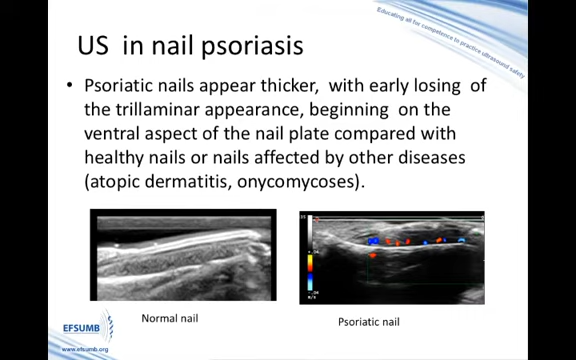 Educating all for competence to practice ultrasound safety
US in nail psoriasis
• Psoriatic nails appear thicker, with early losing of
the trillaminar appearance, beginning on the
ventral aspect of the nail plate compared with
healthy nails or nails affected by other diseases
(atopic dermatitis, onycomycoses).
Normal nail
Psoriatic nail
EFSUMB
www.efsumb.org